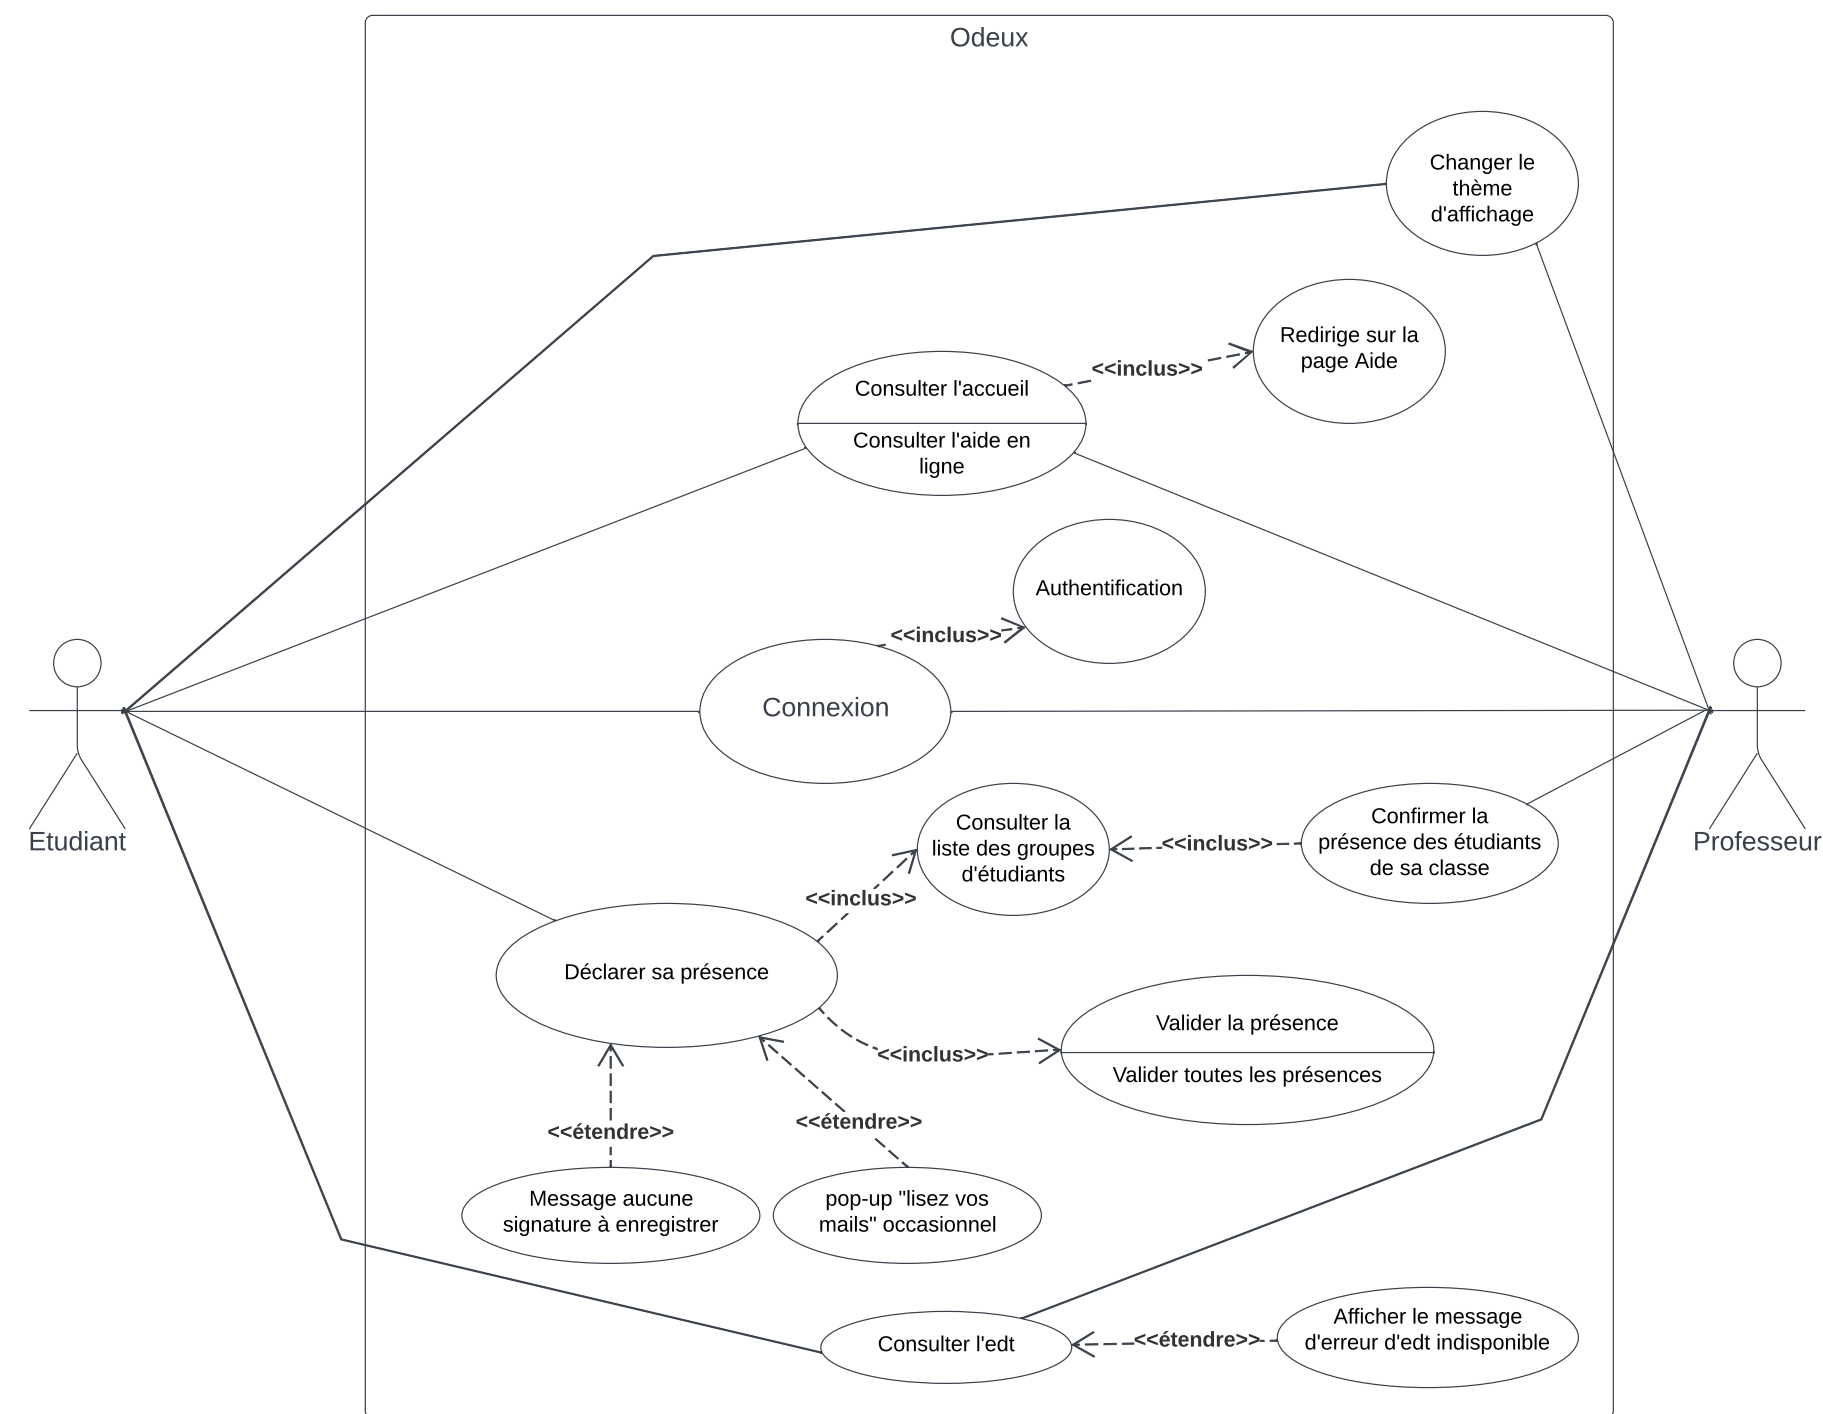 Odeux
Changer le
thème
d'affichage
Redirige sur la
page Aide
<<inclus>>
Consulter l'accueil
Consulter l'aide en
ligne
Authentification
<<inclus>>
Connexion
Etudiant
Professeur
Consulter la
liste des groupes
d'étudiants
<<inclus>>
Confirmer la
présence des étudiants
de sa classe
<<inclus>>
Déclarer sa présence
<<inclus>>
Valider la présence
Valider toutes les présences
<<étendre>>
<<étendre>>
Message aucune
signature à enregistrer
pop-up "lisez vos
mails" occasionnel
Consulter l'edt
<<étendre>>
Afficher le message
d'erreur d'edt indisponible